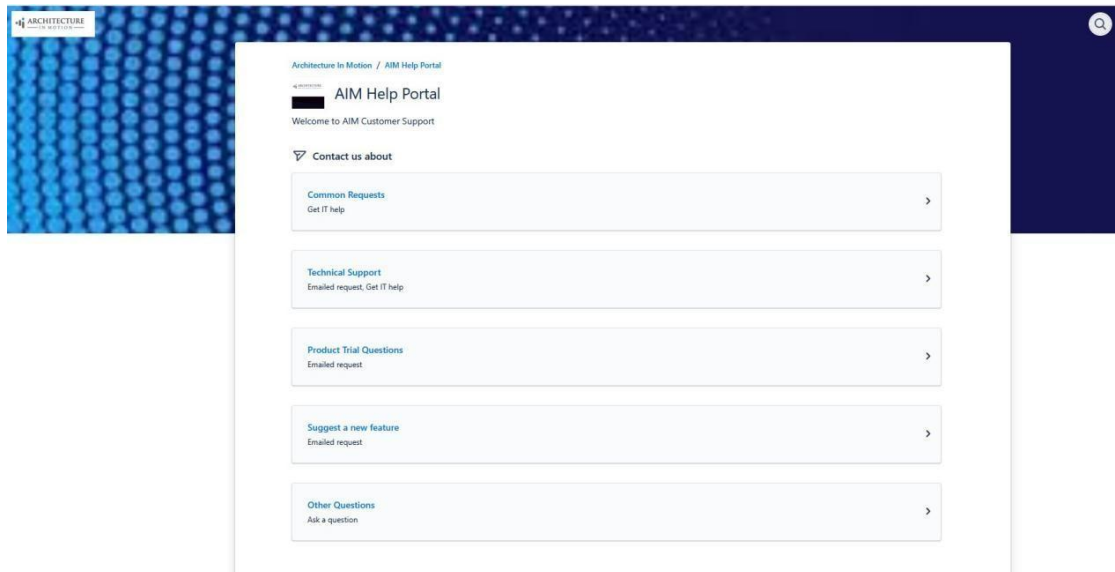 ARCHITECTURE
IN MOTION
Architecture In Motion / AIM Help Portal
ARCHITECTURE
AIM Help Portal
Welcome to AIM Customer Support
Contact us about
Common Requests
Get IT help
Technical Support
Emailed request, Get IT help
Product Trial Questions
Emailed request
Suggest a new feature
Emailed request
Other Questions
Ask a question